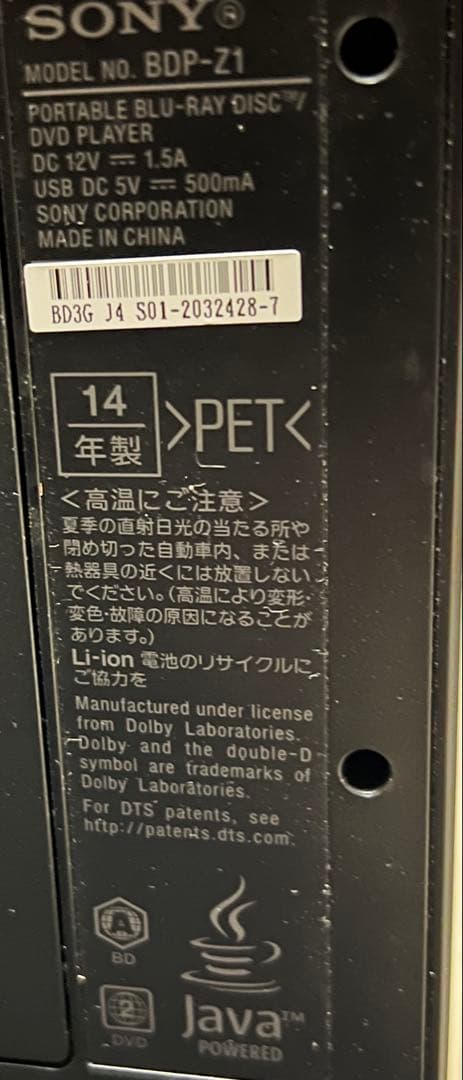 SONY®
MODEL NO. BDP-Z1
PORTABLE BLU-RAY DISC™/
DVD PLAYER
DC 12V ⎓ 1.5A
USB DC 5V ⎓ 500mA
SONY CORPORATION
MADE IN CHINA
BD3G J4 S01-2032428-7
14
年製
>PET<
<高温にご注意>
夏季の直射日光の当たる所や
閉め切った自動車内、または
熱器具の近くには放置しない
でください。(高温により変形・
変色・故障の原因になることが
あります。)
Li-ion 電池のリサイクルに
ご協力を
Manufactured under license
from Dolby Laboratories.
Dolby and the double-D
symbol are trademarks of
Dolby Laboratories.
For DTS patents, see
http://patents.dts.com.
A
BD
2
DVD
Java™
POWERED